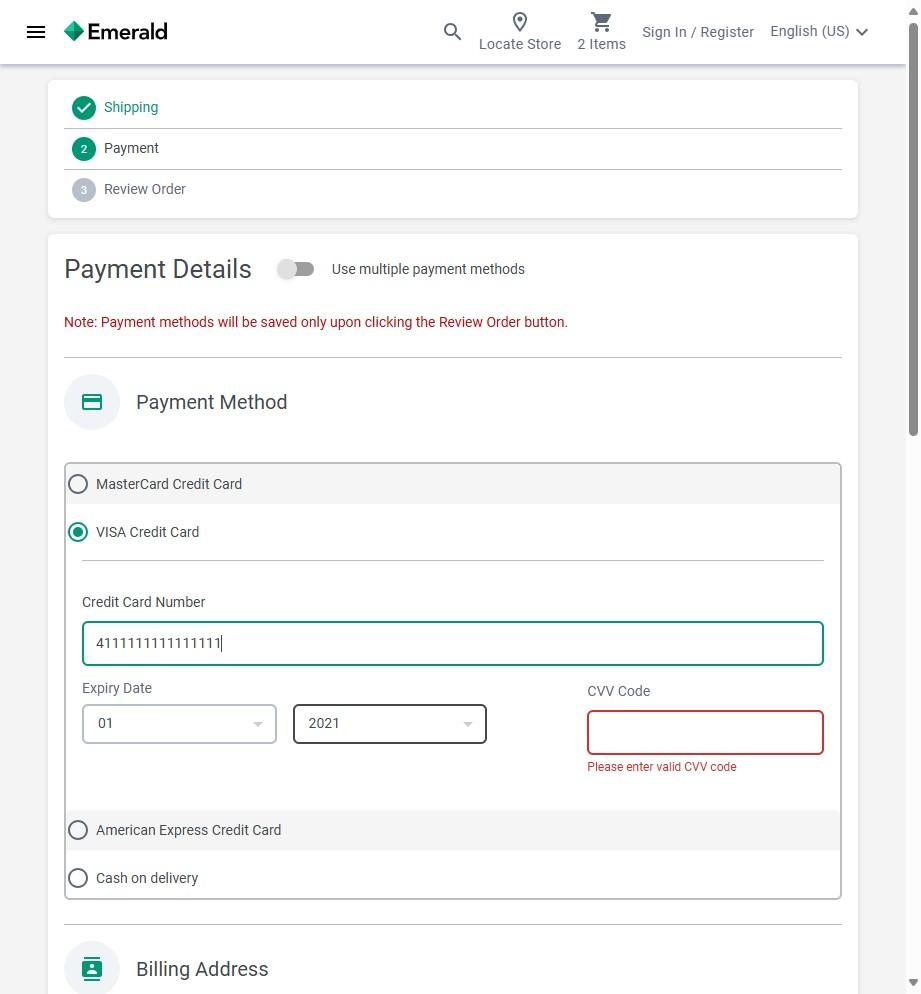 Emerald
Locate Store
2 Items
Sign In / Register
English (US)
Shipping
2 Payment
3 Review Order
Payment Details
Use multiple payment methods
Note: Payment methods will be saved only upon clicking the Review Order button.
Payment Method
MasterCard Credit Card
VISA Credit Card
Credit Card Number
4111111111111111
Expiry Date
CVV Code
01
2021
Please enter valid CVV code
American Express Credit Card
Cash on delivery
Billing Address